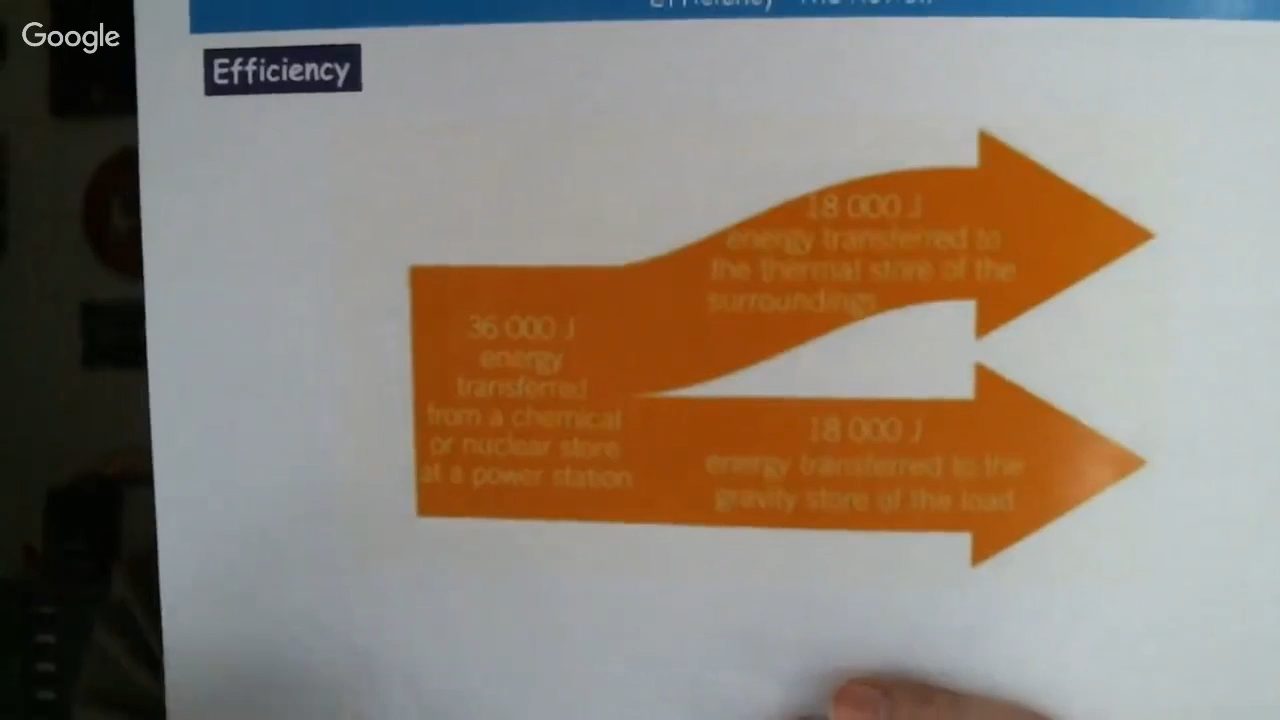 Google
Efficiency
18 000 J
energy transferred to
the thermal store of the
surroundings
36 000 J
energy
transferred
from a chemical
or nuclear store
at a power station
18 000 J
energy transferred to the
gravity store of the load